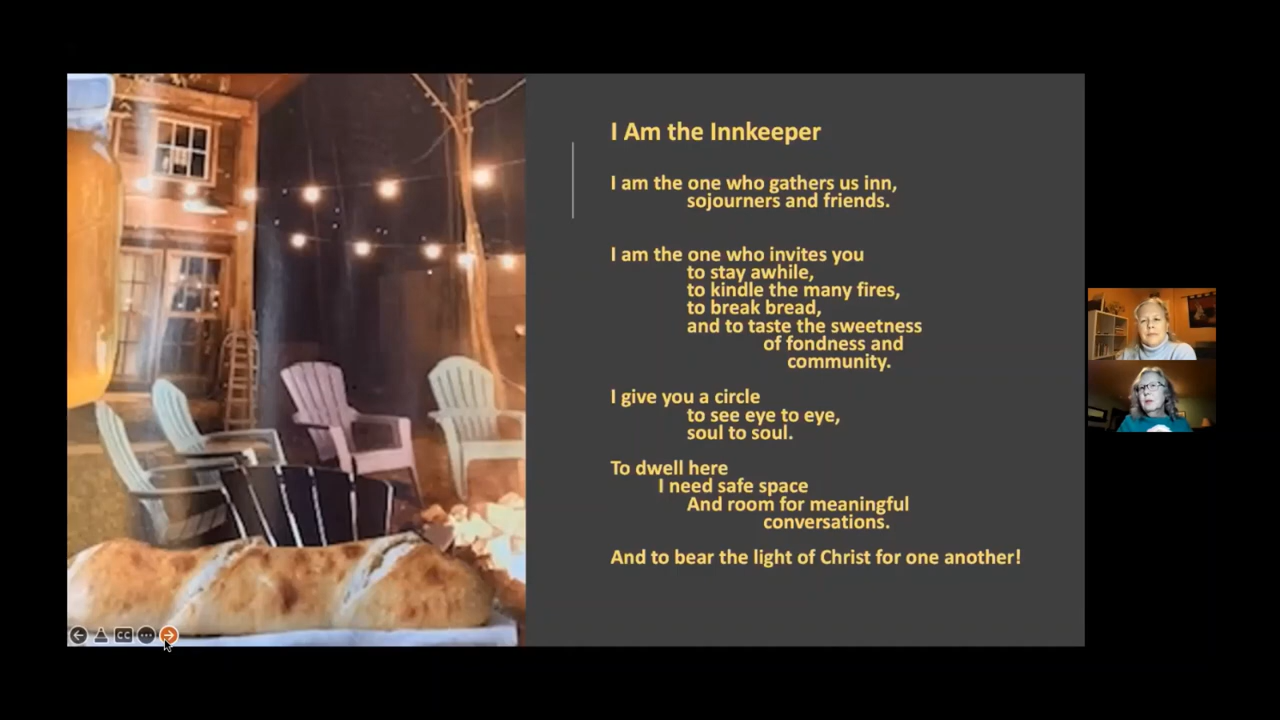 I Am the Innkeeper
I am the one who gathers us inn,
sojourners and friends.
I am the one who invites you
to stay awhile,
to kindle the many fires,
to break bread,
and to taste the sweetness
of fondness and
community.
I give you a circle
to see eye to eye,
soul to soul.
To dwell here
I need safe space
And room for meaningful
conversations.
And to bear the light of Christ for one another!
CC